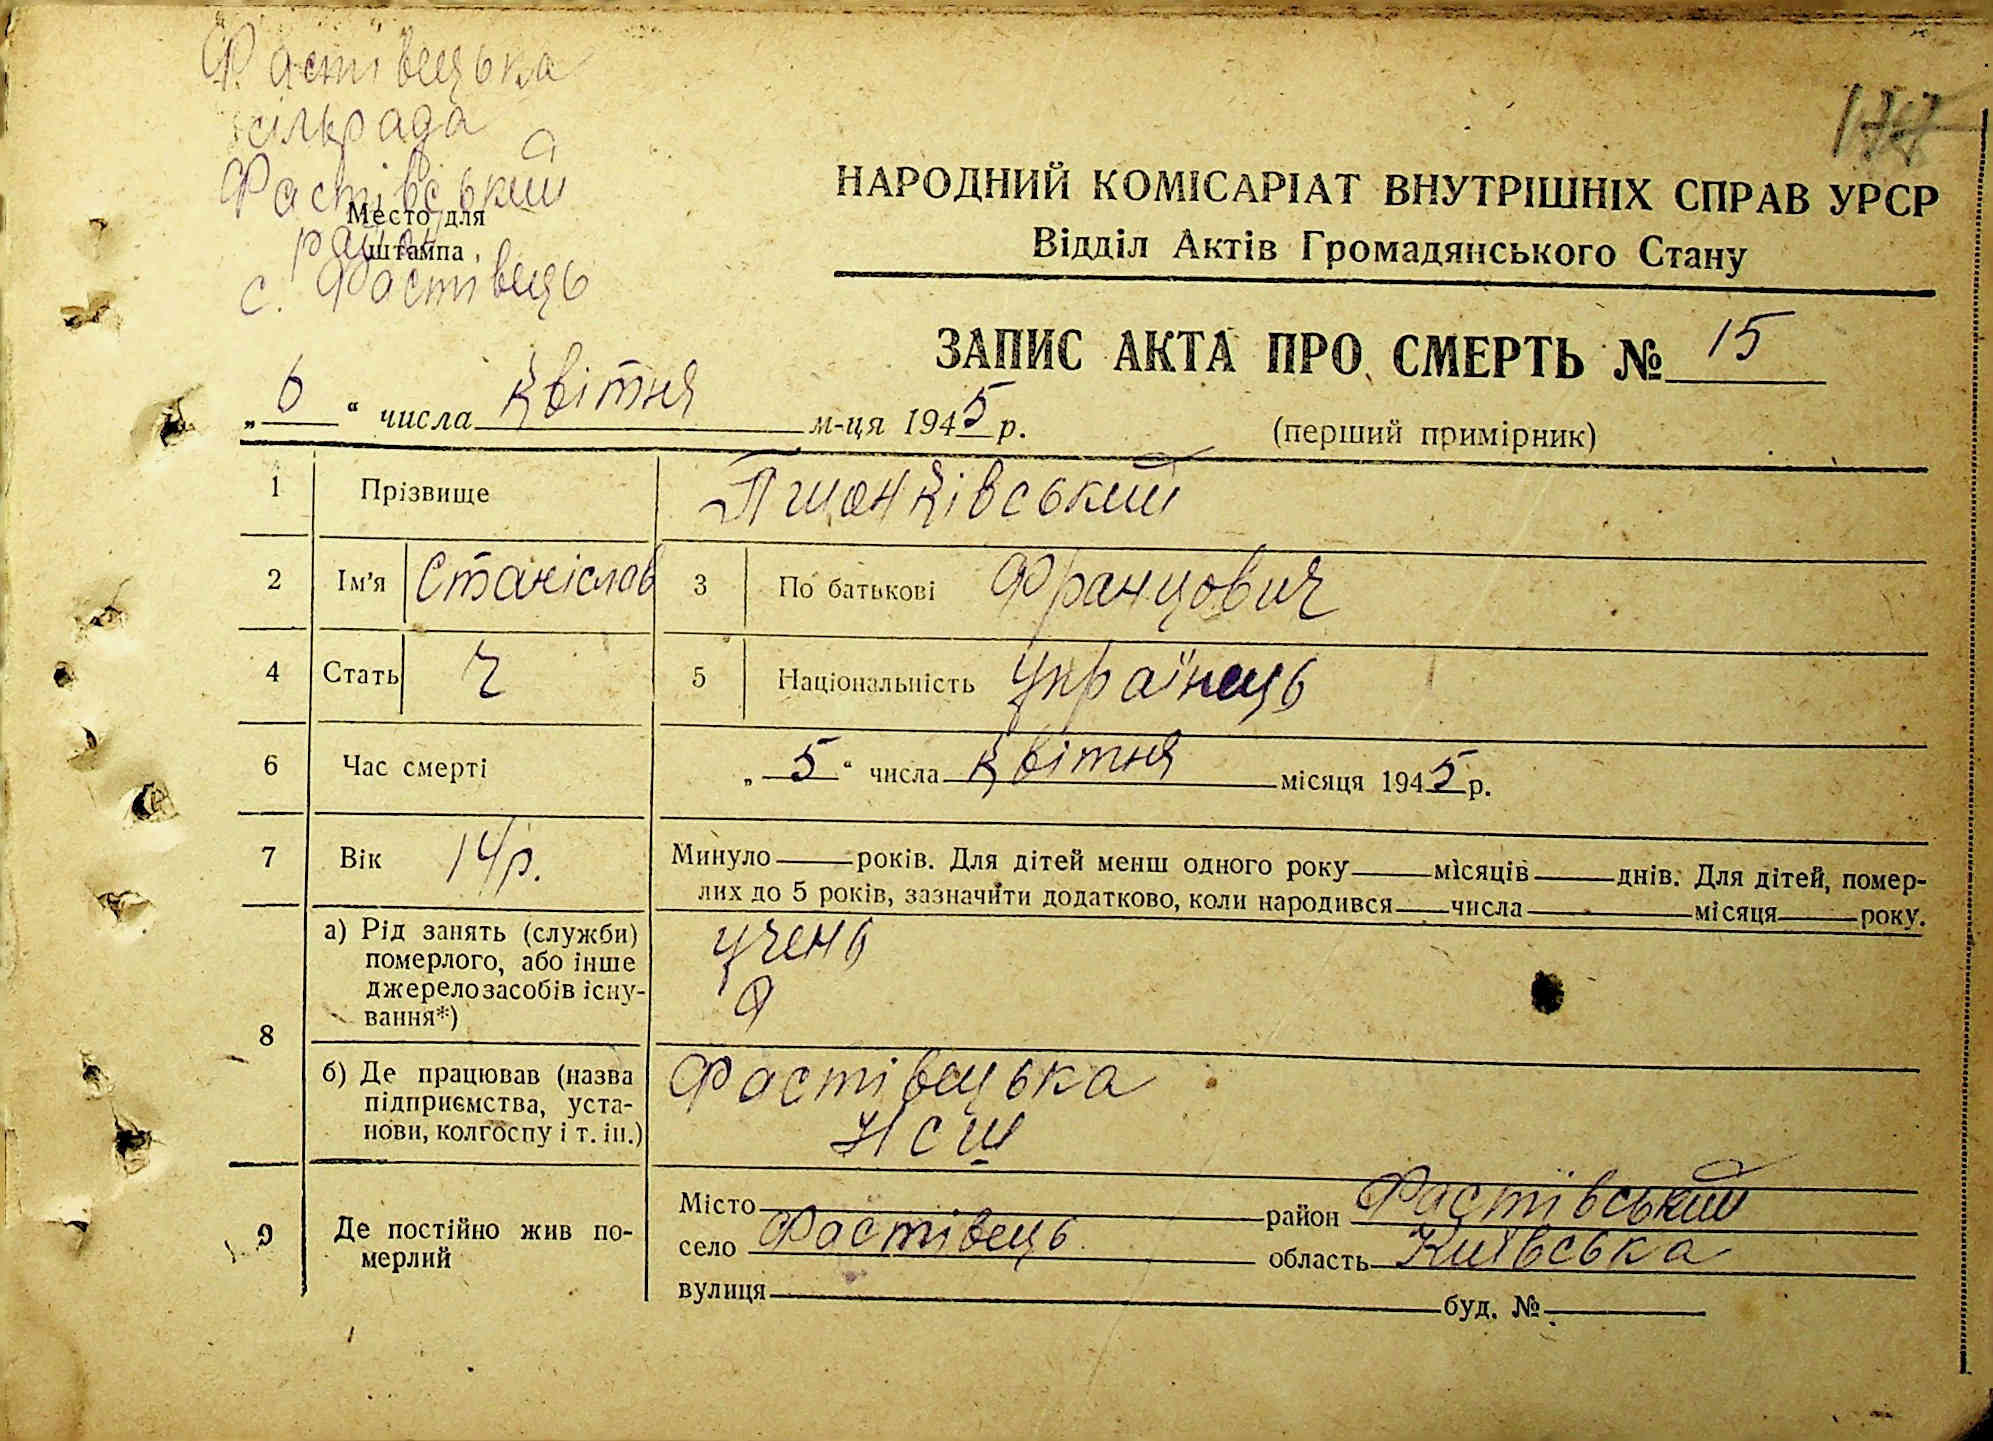 Фастівецька
сільрада
Фастівський
район
Место для
штампа
с. Фастівець
177
НАРОДНИЙ КОМІСАРІАТ ВНУТРІШНІХ СПРАВ УРСР
Відділ Актів Громадянського Стану
ЗАПИС АКТА ПРО СМЕРТЬ № 15
„6“ числа квітня м-ця 1945 р.
(перший примірник)
1 Прізвище Пшонківський
2 Ім'я Станіслав 3 По батькові Францович
4 Стать ч 5 Національність Українець
6 Час смерті „5“ числа квітня місяця 1945 р.
7 Вік 14 р. Минуло років. Для дітей менш одного року місяців днів. Для дітей, помер-
лих до 5 років, зазначити додатково, коли народився числа місяця року.
8 а) Рід занять (служби)
померлого, або інше
джерело засобів існу-
вання*)
учень
б) Де працював (назва
підприємства, уста-
нови, колгоспу і т. ін.)
Фастівецька
НСШ
9 Де постійно жив по-
мерлий
Місто район Фастівський
село Фастівець область Київська
вулиця буд. №